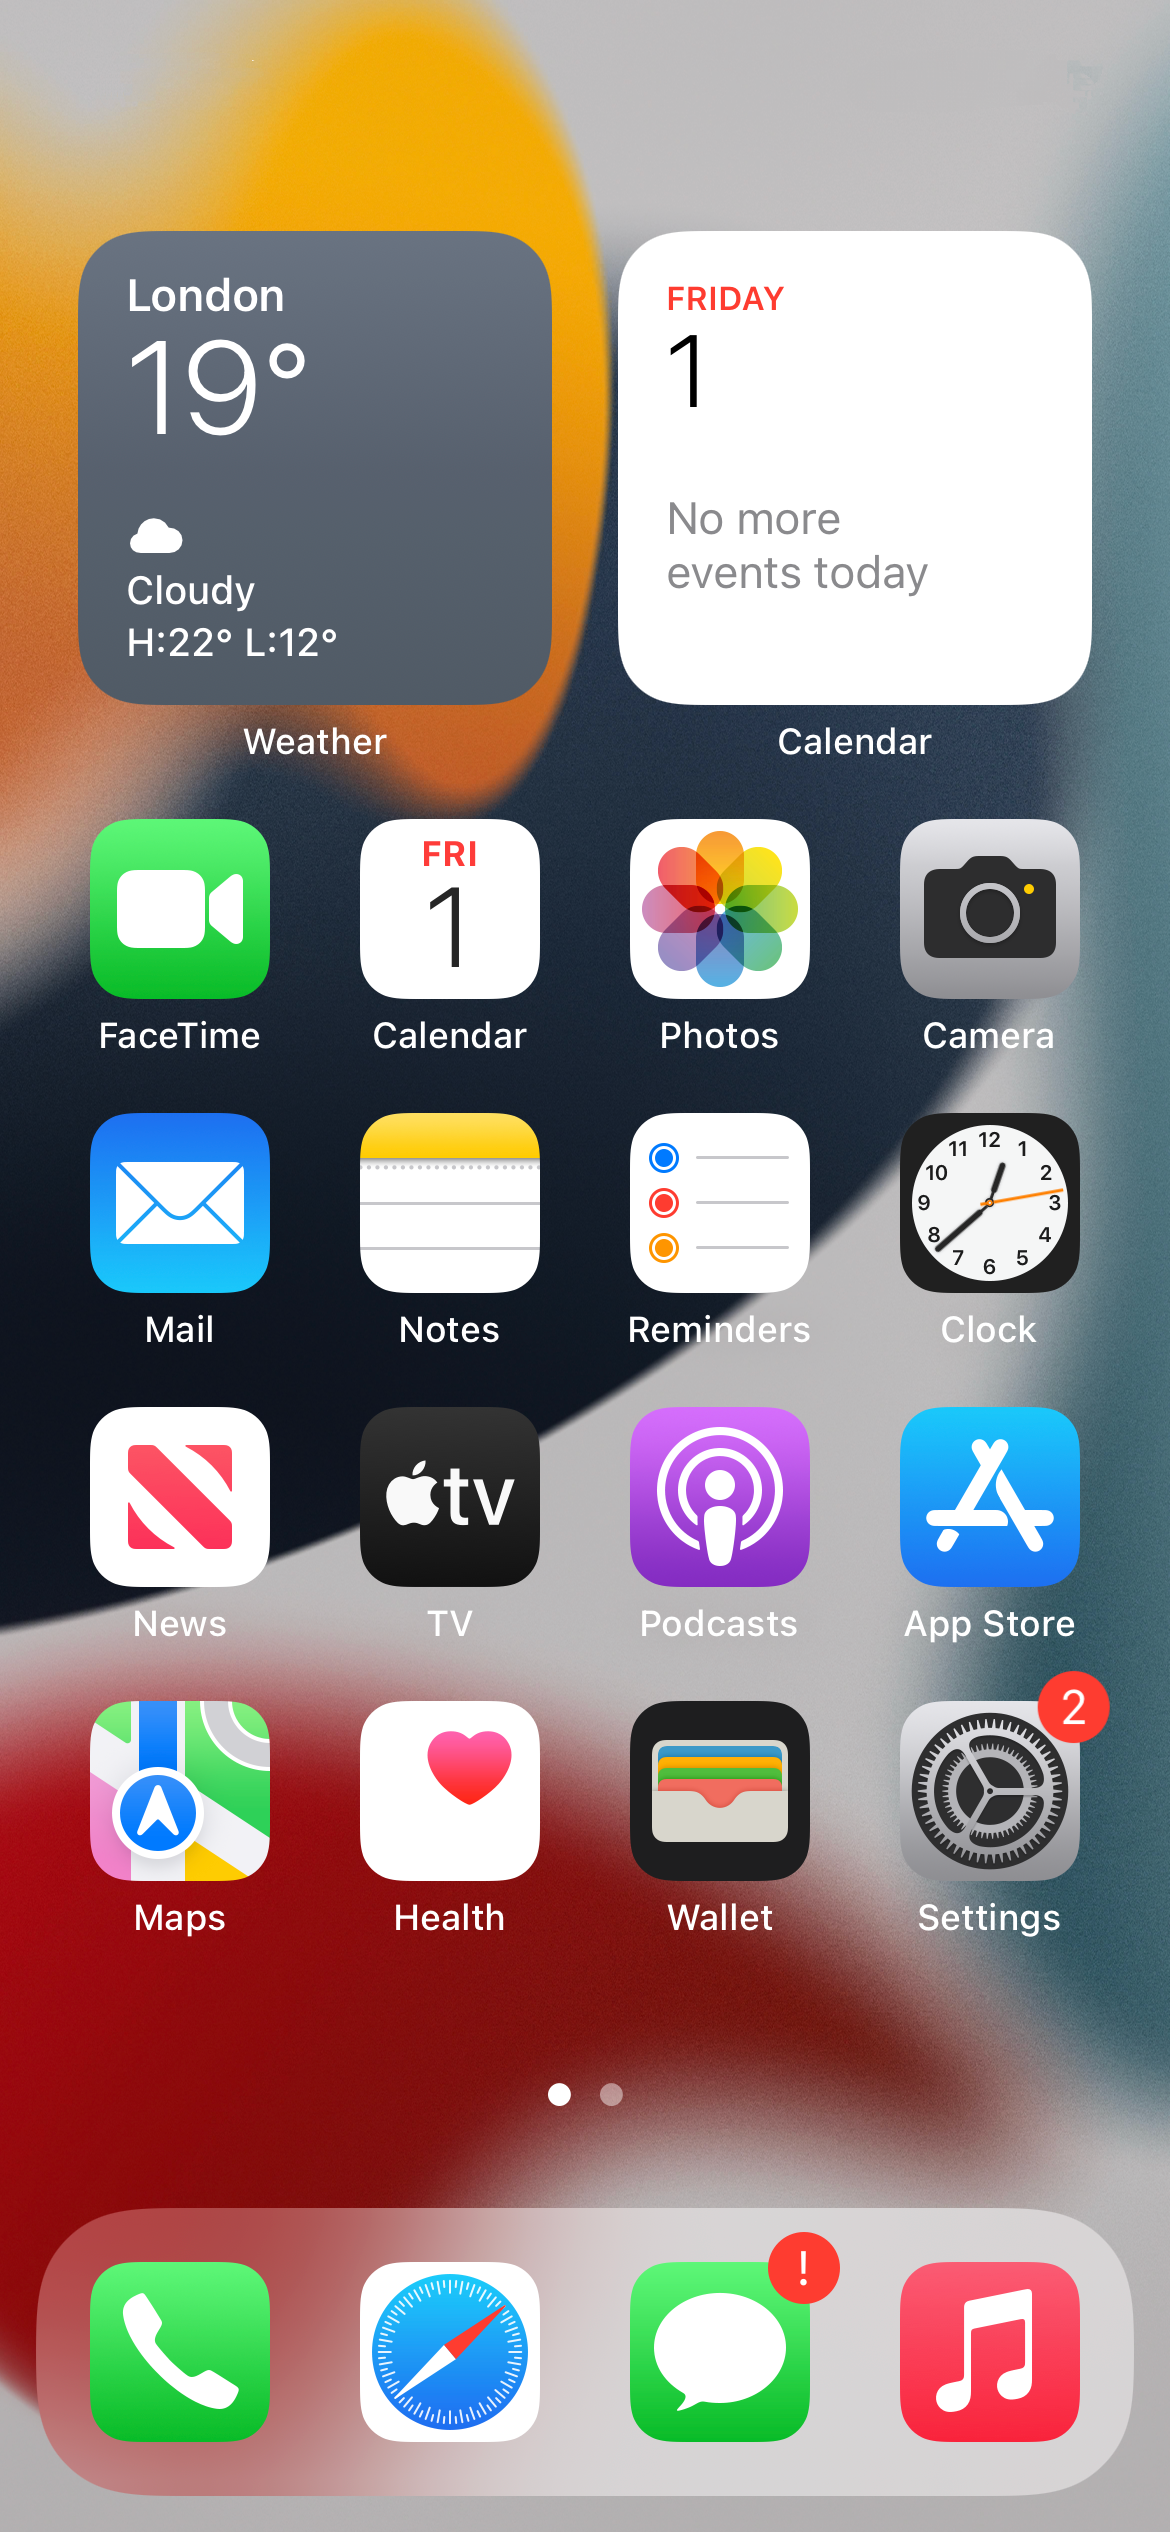 London
19°
Cloudy
H:22° L:12°
Weather
FRIDAY
1
No more
events today
Calendar
FaceTime
FRI
1
Calendar
Photos
Camera
Mail
Notes
Reminders
12
1
2
3
4
5
6
7
8
9
10
11
Clock
News
tv
TV
Podcasts
App Store
Maps
Health
Wallet
2
Settings
!